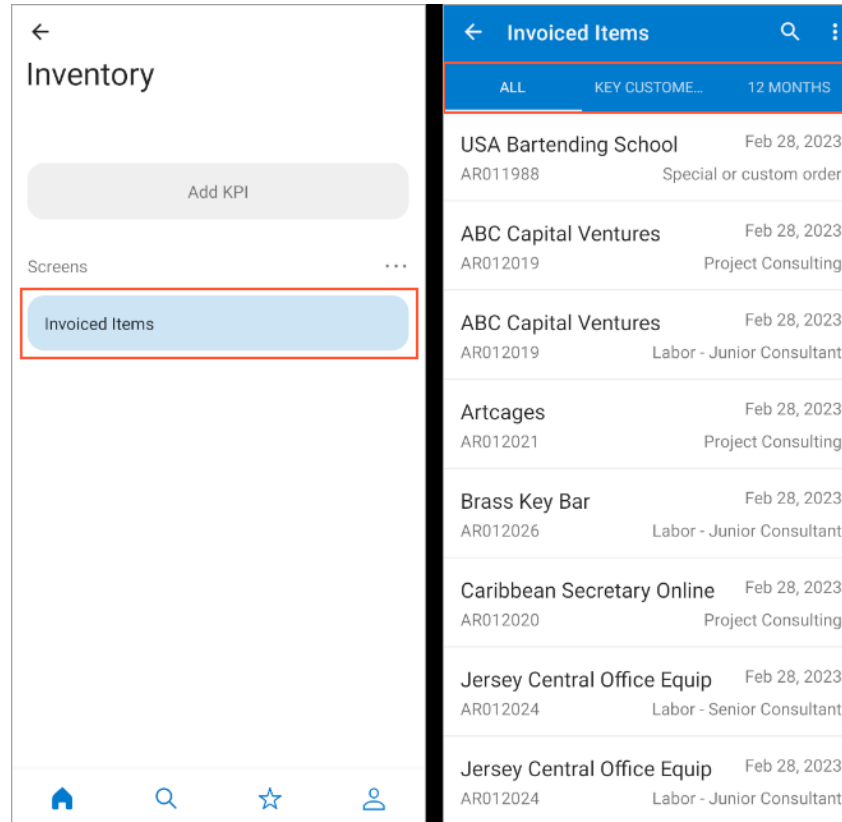 Inventory
Add KPI
Screens
Invoiced Items
Invoiced Items
ALL KEY CUSTOME... 12 MONTHS
USA Bartending School Feb 28, 2023
AR011988 Special or custom order
ABC Capital Ventures Feb 28, 2023
AR012019 Project Consulting
ABC Capital Ventures Feb 28, 2023
AR012019 Labor - Junior Consultant
Artcages Feb 28, 2023
AR012021 Project Consulting
Brass Key Bar Feb 28, 2023
AR012026 Labor - Junior Consultant
Caribbean Secretary Online Feb 28, 2023
AR012020 Project Consulting
Jersey Central Office Equip Feb 28, 2023
AR012024 Labor - Senior Consultant
Jersey Central Office Equip Feb 28, 2023
AR012024 Labor - Junior Consultant